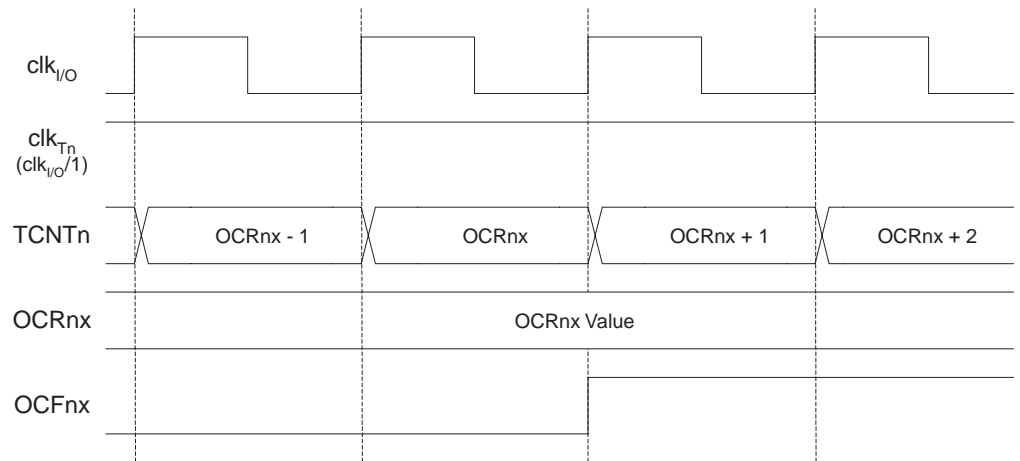 clkI/O
clkTn
(clkI/O/1)
TCNTn
OCRnx - 1
OCRnx
OCRnx + 1
OCRnx + 2
OCRnx
OCRnx Value
OCFnx